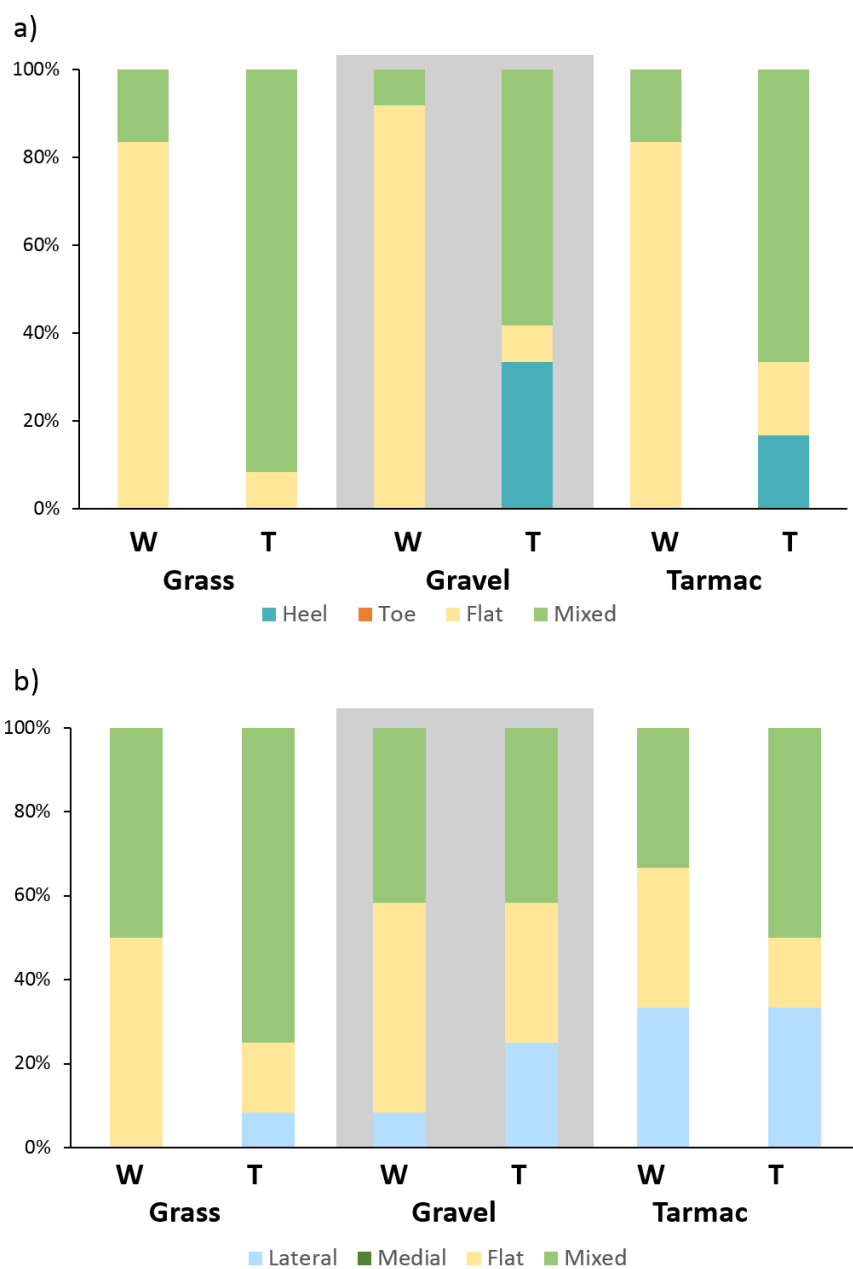 a)
100%
80%
60%
40%
20%
0%
W T W T W T
Grass Gravel Tarmac
Heel Toe Flat Mixed
b)
100%
80%
60%
40%
20%
0%
W T W T W T
Grass Gravel Tarmac
Lateral Medial Flat Mixed